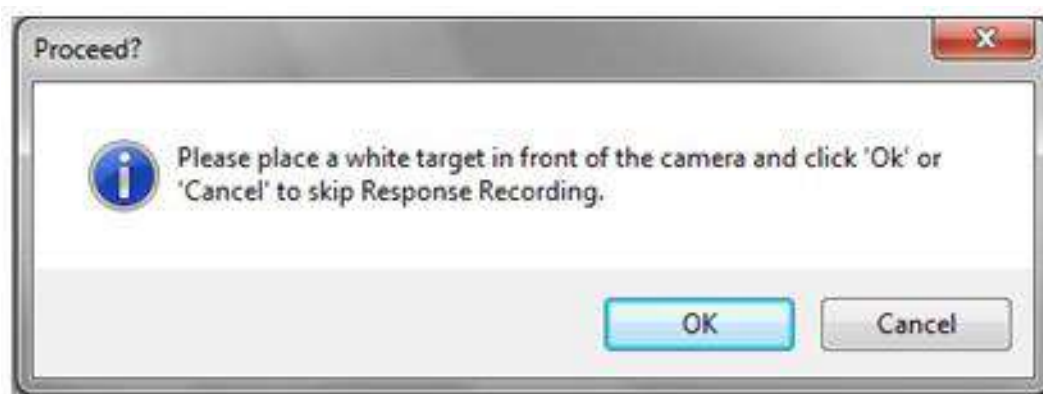 Proceed?
Please place a white target in front of the camera and click 'Ok' or
'Cancel' to skip Response Recording.
OK
Cancel